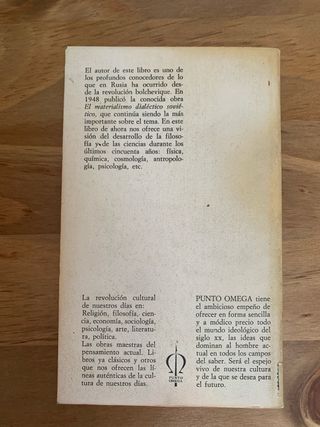 El autor de este libro es uno de
los profundos conocedores de lo
que en Rusia ha ocurrido des-
de la revolución bolchevique. En
1948 publicó la conocida obra
El materialismo dialéctico sovié-
tico, que continúa siendo la más
importante sobre el tema. En este
libro de ahora nos ofrece una vi-
sión del desarrollo de la filoso-
fía y de las ciencias durante los
últimos cincuenta años: física,
química, cosmología, antropolo-
gía, psicología, etc.
La revolución cultural
de nuestros días en:
Religión, filosofía, cien-
cia, economía, sociología,
psicología, arte, literatu-
ra, política.
Las obras maestras del
pensamiento actual. Li-
bros ya clásicos y otros
que nos ofrecen las lí-
neas auténticas de la cul-
tura de nuestros días.
PUNTO
OMEGA
PUNTO OMEGA tiene
el ambicioso empeño de
ofrecer en forma sencilla
y a módico precio todo
el mundo ideológico del
siglo XX, las ideas que
dominan al hombre ac-
tual en todos los campos
del saber. Será el espejo
vivo de nuestra cultura
y de la que se desea para
el futuro.